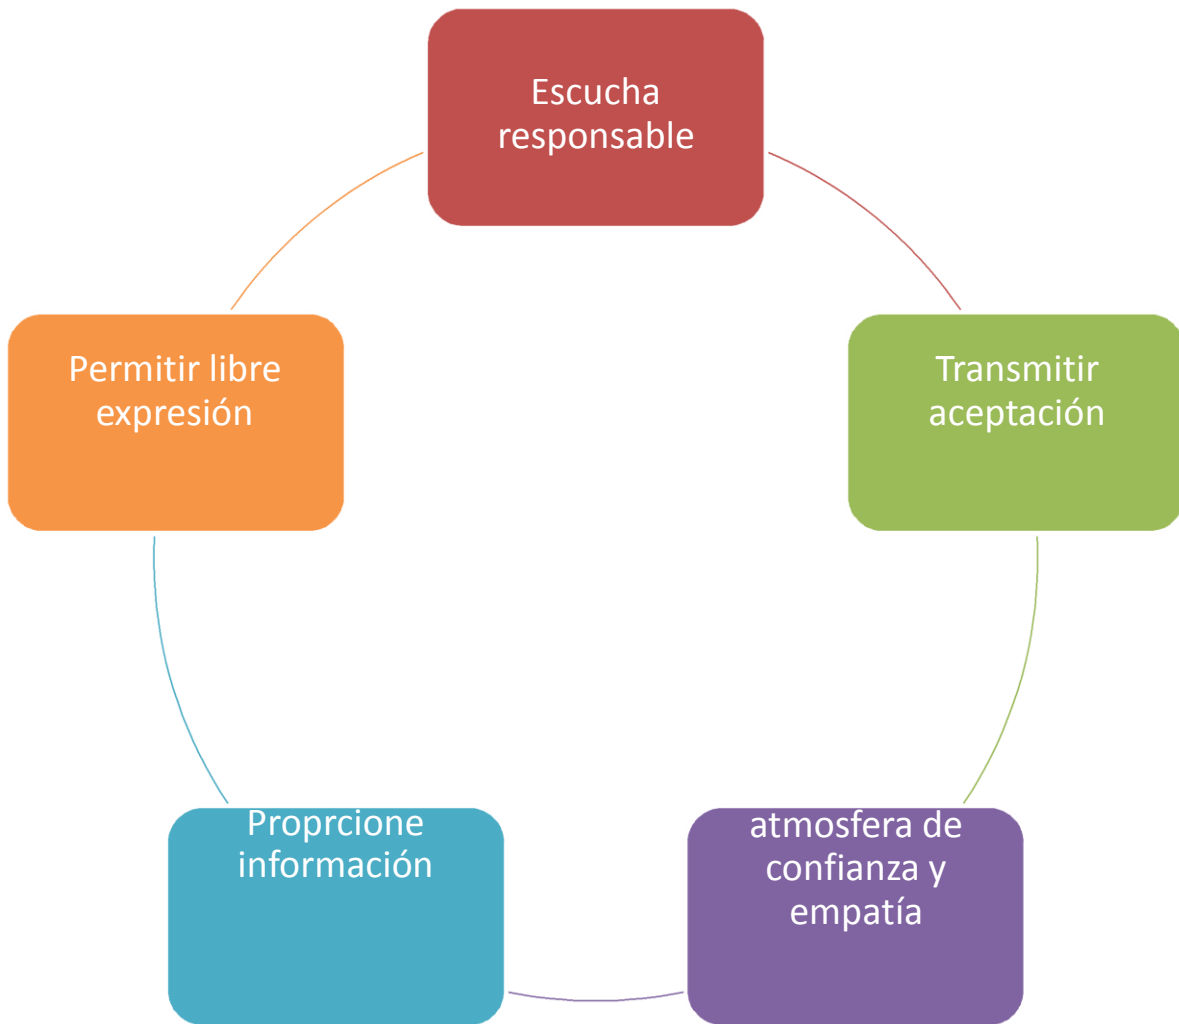 Escucha
responsable
Transmitir
aceptación
atmosfera de
confianza y
empatía
Proprcione
información
Permitir libre
expresión